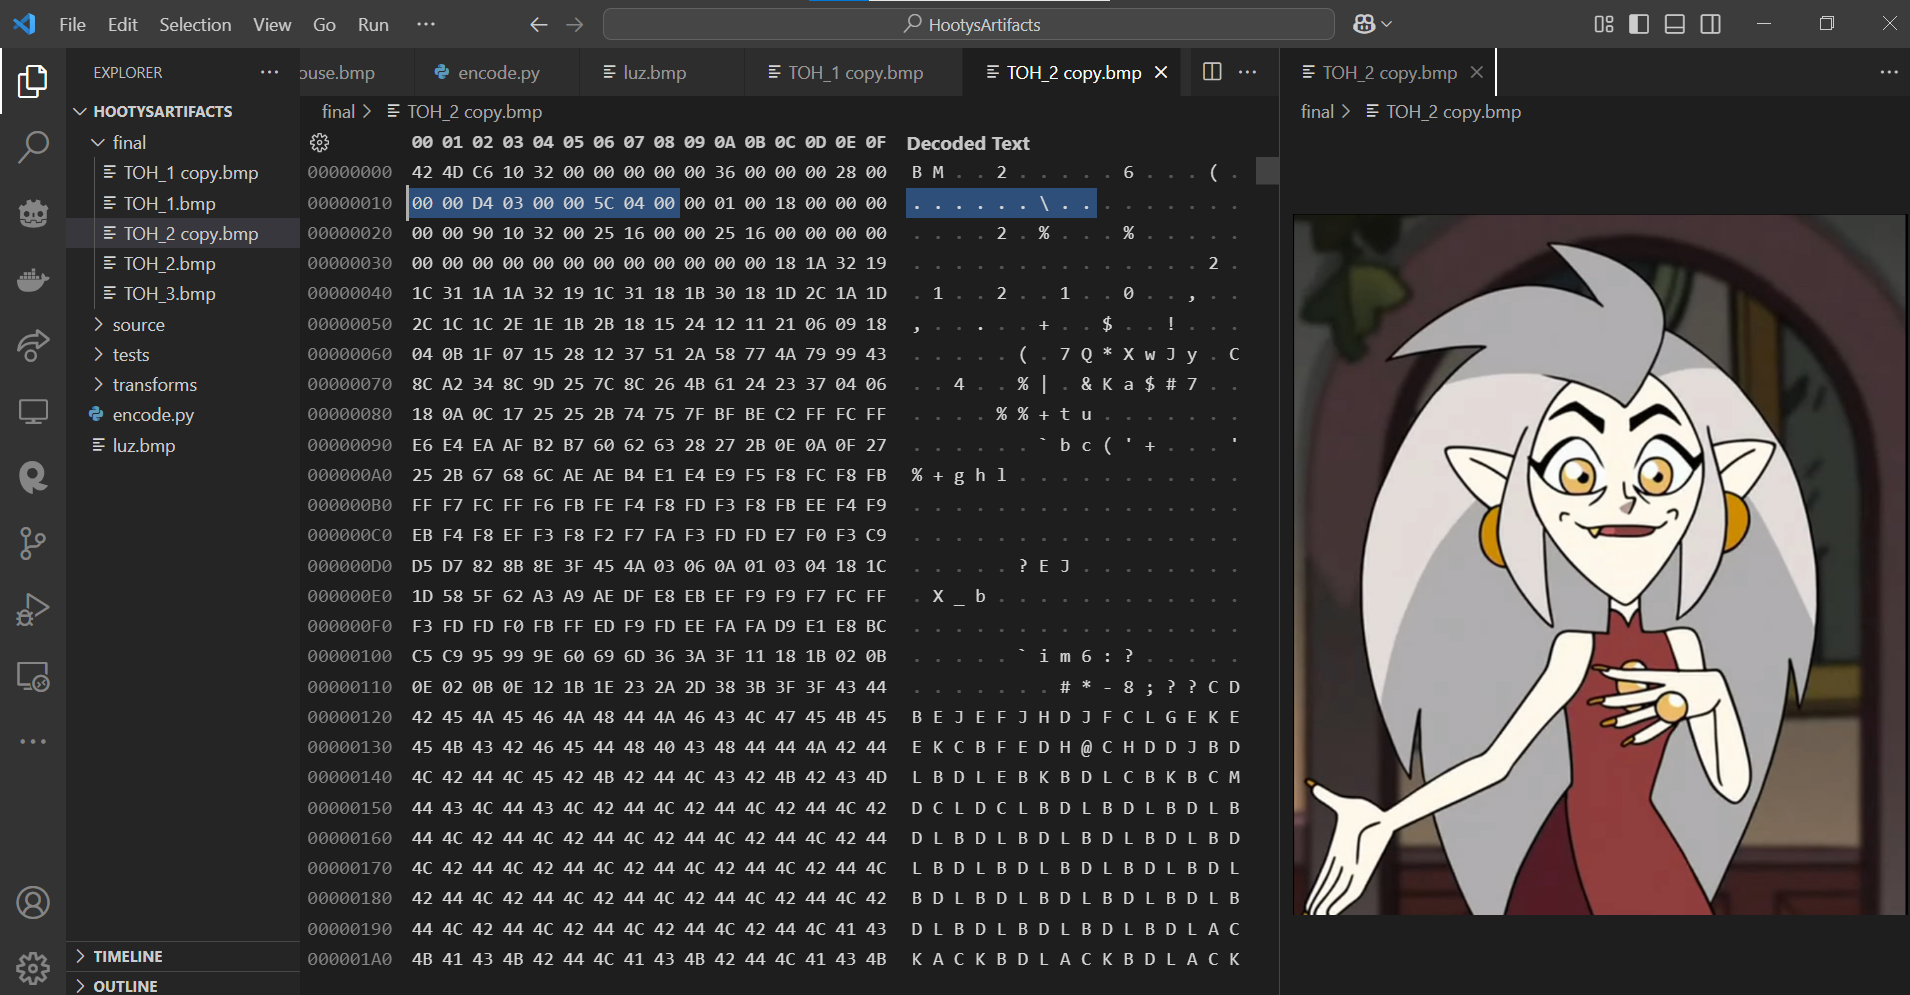 File Edit Selection View Go Run ··· HootysArtifacts
EXPLORER ···
HOOTYSARTIFACTS
final
TOH_1 copy.bmp
TOH_1.bmp
TOH_2 copy.bmp
TOH_2.bmp
TOH_3.bmp
source
tests
transforms
encode.py
luz.bmp
TIMELINE
OUTLINE
ouse.bmp encode.py luz.bmp TOH_1 copy.bmp TOH_2 copy.bmp ···
final > TOH_2 copy.bmp
00 01 02 03 04 05 06 07 08 09 0A 0B 0C 0D 0E 0F Decoded Text
00000000 42 4D C6 10 32 00 00 00 00 00 36 00 00 00 28 00 B M . . 2 . . . . . 6 . . . ( .
00000010 00 00 D4 03 00 00 5C 04 00 00 01 00 18 00 00 00 . . . . . . \ . . . . . . . . .
00000020 00 00 90 10 32 00 25 16 00 00 25 16 00 00 00 00 . . . . 2 . % . . . % . . . . .
00000030 00 00 00 00 00 00 00 00 00 00 00 00 18 1A 32 19 . . . . . . . . . . . . . . 2 .
00000040 1C 31 1A 1A 32 19 1C 31 18 1B 30 18 1D 2C 1A 1D . 1 . . 2 . . 1 . . 0 . . , . .
00000050 2C 1C 1C 2E 1E 1B 2B 18 15 24 12 11 21 06 09 18 , . . . . . + . . $ . . ! . . .
00000060 04 0B 1F 07 15 28 12 37 51 2A 58 77 4A 79 99 43 . . . . . ( . 7 Q * X w J y . C
00000070 8C A2 34 8C 9D 25 7C 8C 26 4B 61 24 23 37 04 06 . . 4 . . % | . & K a $ # 7 . .
00000080 18 0A 0C 17 25 25 2B 74 75 7F BF BE C2 FF FC FF . . . . % % + t u . . . . . . .
00000090 E6 E4 EA AF B2 B7 60 62 63 28 27 2B 0E 0A 0F 27 . . . . . . ` b c ( ' + . . . '
000000A0 25 2B 67 68 6C AE AE B4 E1 E4 E9 F5 F8 FC F8 FB % + g h l . . . . . . . . . . .
000000B0 FF F7 FC FF F6 FB FE F4 F8 FD F3 F8 FB EE F4 F9 . . . . . . . . . . . . . . . .
000000C0 EB F4 F8 EF F3 F8 F2 F7 FA F3 FD FD E7 F0 F3 C9 . . . . . . . . . . . . . . . .
000000D0 D5 D7 82 8B 8E 3F 45 4A 03 06 0A 01 03 04 18 1C . . . . . ? E J . . . . . . . .
000000E0 1D 58 5F 62 A3 A9 AE DF E8 EB EF F9 F9 F7 FC FF . X _ b . . . . . . . . . . . .
000000F0 F3 FD FD F0 FB FF ED F9 FD EE FA FA D9 E1 E8 BC . . . . . . . . . . . . . . . .
00000100 C5 C9 95 99 9E 60 69 6D 36 3A 3F 11 18 1B 02 0B . . . . . ` i m 6 : ? . . . . .
00000110 0E 02 0B 0E 12 1B 1E 23 2A 2D 38 3B 3F 3F 43 44 . . . . . . . # * - 8 ; ? ? C D
00000120 42 45 4A 45 46 4A 48 44 4A 46 43 4C 47 45 4B 45 B E J E F J H D J F C L G E K E
00000130 45 4B 43 42 46 45 44 48 40 43 48 44 44 4A 42 44 E K C B F E D H @ C H D D J B D
00000140 4C 42 44 4C 45 42 4B 42 44 4C 43 42 4B 42 43 4D L B D L E B K B D L C B K B C M
00000150 44 43 4C 44 43 4C 42 44 4C 42 44 4C 42 44 4C 42 D C L D C L B D L B D L B D L B
00000160 44 4C 42 44 4C 42 44 4C 42 44 4C 42 44 4C 42 44 D L B D L B D L B D L B D L B D
00000170 4C 42 44 4C 42 44 4C 42 44 4C 42 44 4C 42 44 4C L B D L B D L B D L B D L B D L
00000180 42 44 4C 42 44 4C 42 44 4C 42 44 4C 42 44 4C 42 B D L B D L B D L B D L B D L B
00000190 44 4C 42 44 4C 42 44 4C 42 44 4C 42 44 4C 41 43 D L B D L B D L B D L B D L A C
000001A0 4B 41 43 4B 42 44 4C 41 43 4B 42 44 4C 41 43 4B K A C K B D L A C K B D L A C K
TOH_2 copy.bmp ···
final > TOH_2 copy.bmp